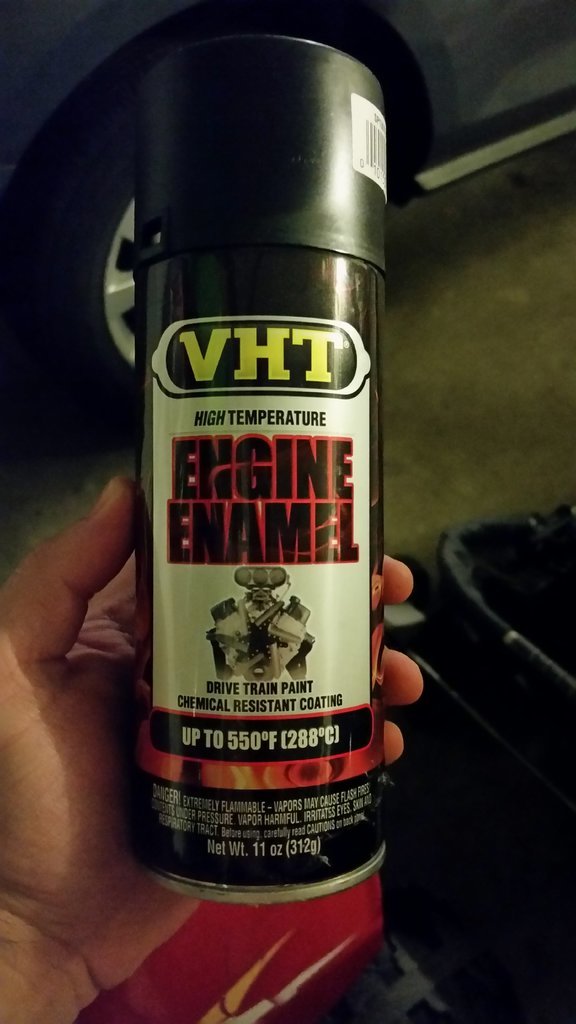 VHT®
HIGH TEMPERATURE
ENGINE
ENAMEL
DRIVE TRAIN PAINT
CHEMICAL RESISTANT COATING
UP TO 550°F (288°C)
DANGER! EXTREMELY FLAMMABLE – VAPORS MAY CAUSE FLASH FIRES
CONTENTS UNDER PRESSURE. VAPOR HARMFUL. IRRITATES EYES, SKIN AND
RESPIRATORY TRACT. Before using, carefully read CAUTIONS on back
Net Wt. 11 oz (312g)